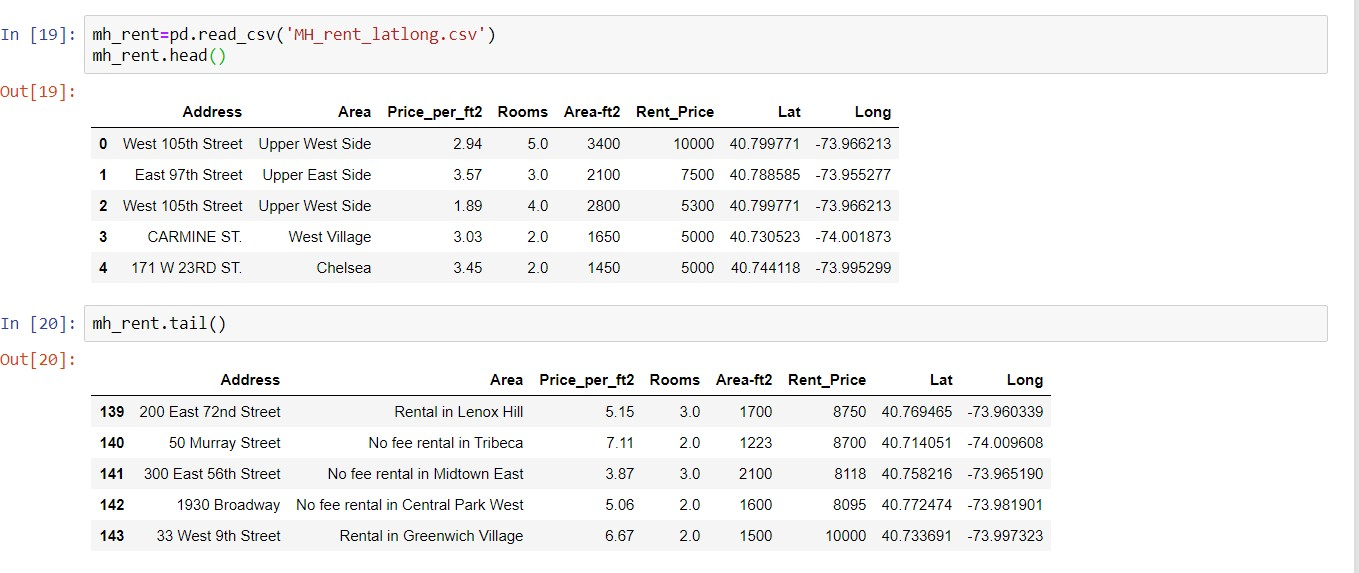 In [19]: mh_rent=pd.read_csv('MH_rent_latlong.csv')
mh_rent.head()
Out[19]:
Address Area Price_per_ft2 Rooms Area-ft2 Rent_Price Lat Long
0 West 105th Street Upper West Side 2.94 5.0 3400 10000 40.799771 -73.966213
1 East 97th Street Upper East Side 3.57 3.0 2100 7500 40.788585 -73.955277
2 West 105th Street Upper West Side 1.89 4.0 2800 5300 40.799771 -73.966213
3 CARMINE ST. West Village 3.03 2.0 1650 5000 40.730523 -74.001873
4 171 W 23RD ST. Chelsea 3.45 2.0 1450 5000 40.744118 -73.995299
In [20]: mh_rent.tail()
Out[20]:
Address Area Price_per_ft2 Rooms Area-ft2 Rent_Price Lat Long
139 200 East 72nd Street Rental in Lenox Hill 5.15 3.0 1700 8750 40.769465 -73.960339
140 50 Murray Street No fee rental in Tribeca 7.11 2.0 1223 8700 40.714051 -74.009608
141 300 East 56th Street No fee rental in Midtown East 3.87 3.0 2100 8118 40.758216 -73.965190
142 1930 Broadway No fee rental in Central Park West 5.06 2.0 1600 8095 40.772474 -73.981901
143 33 West 9th Street Rental in Greenwich Village 6.67 2.0 1500 10000 40.733691 -73.997323